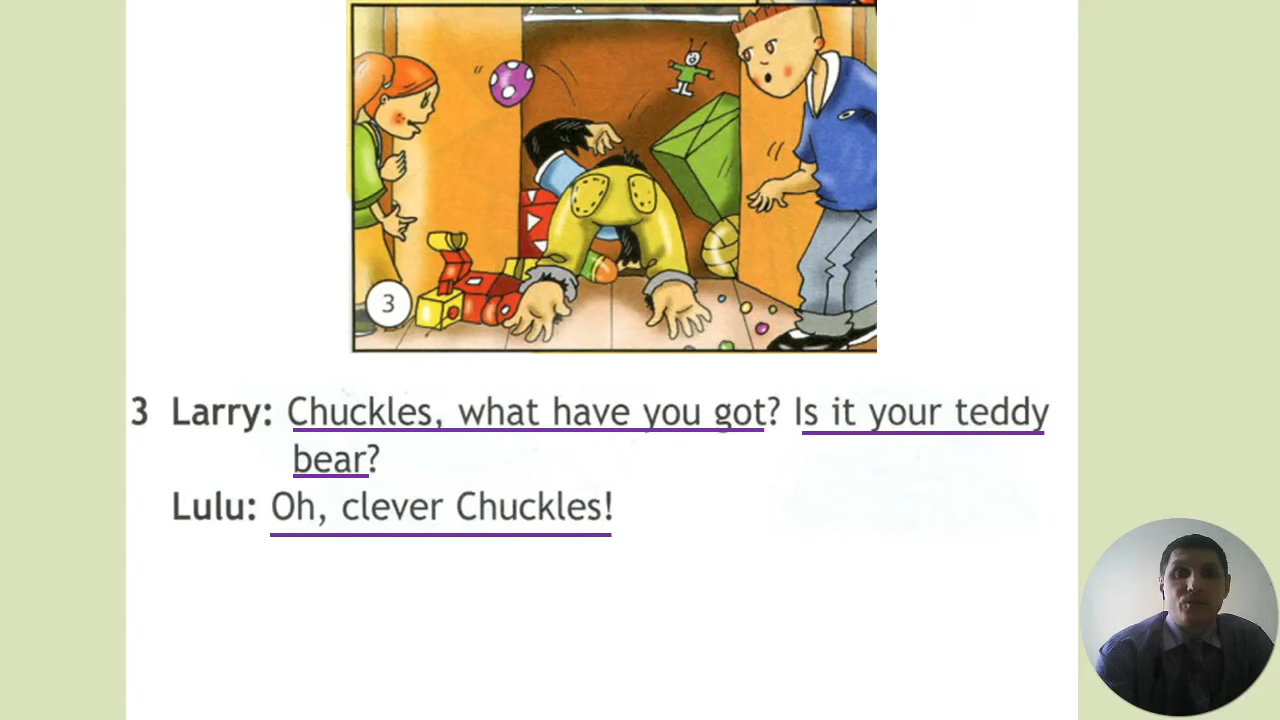 3
3 Larry: Chuckles, what have you got? Is it your teddy
bear?
Lulu: Oh, clever Chuckles!